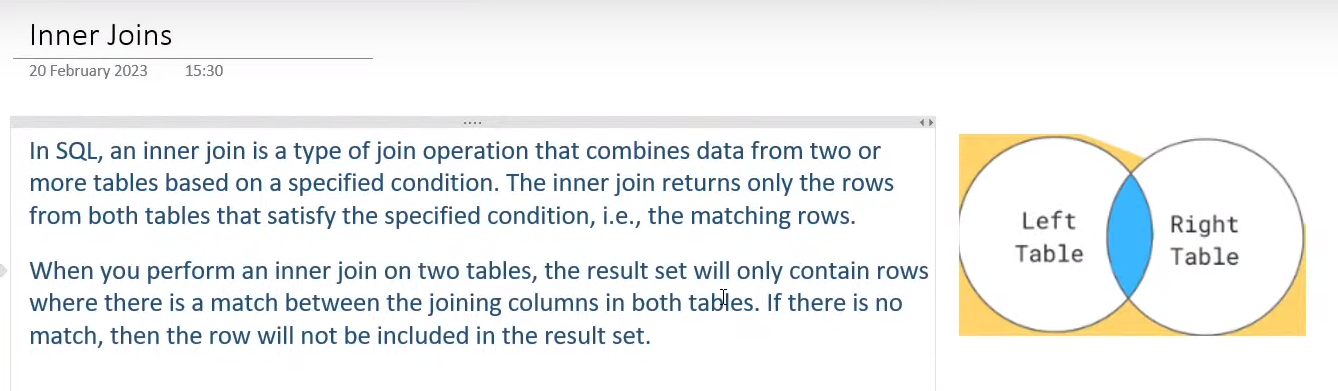 Inner Joins
20 February 2023 15:30
In SQL, an inner join is a type of join operation that combines data from two or
more tables based on a specified condition. The inner join returns only the rows
from both tables that satisfy the specified condition, i.e., the matching rows.
When you perform an inner join on two tables, the result set will only contain rows
where there is a match between the joining columns in both tables. If there is no
match, then the row will not be included in the result set.
Left
Table
Right
Table